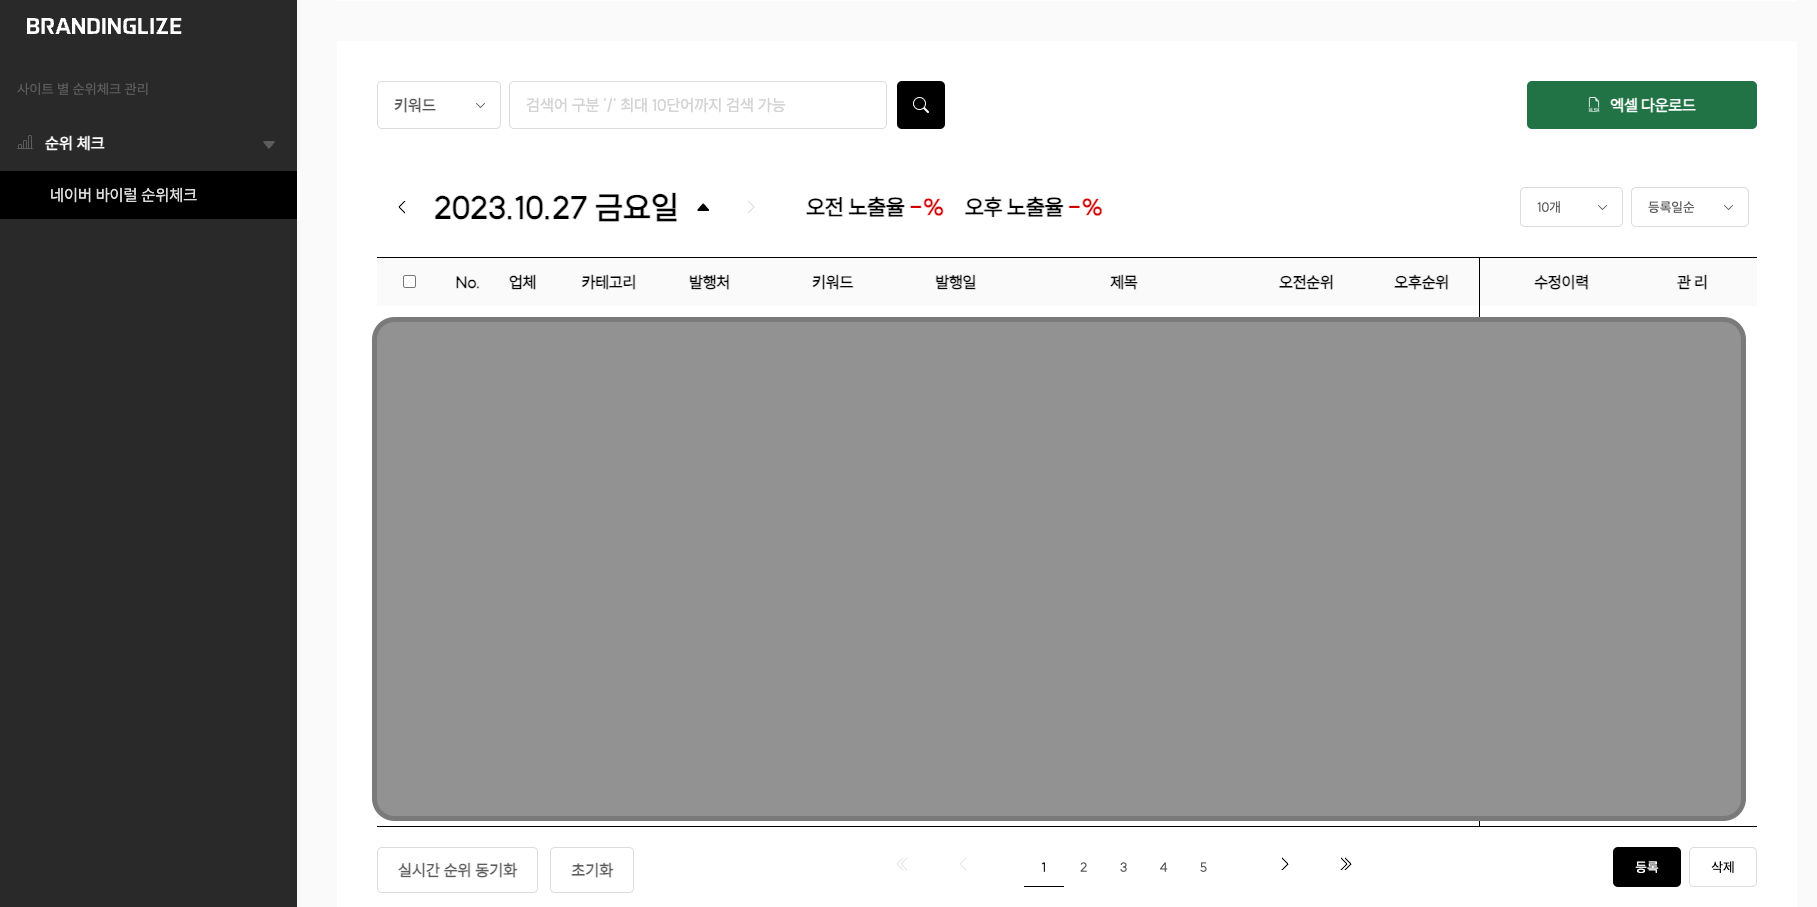 BRANDINGLIZE
사이트 별 순위체크 관리
순위 체크
네이버 바이럴 순위체크
키워드
검색어 구분 '/' 최대 10단어까지 검색 가능
엑셀 다운로드
2023.10.27 금요일
오전 노출율 -% 오후 노출율 -%
10개
등록일순
No. 업체 카테고리 발행처 키워드 발행일 제목 오전순위 오후순위 수정이력 관 리
실시간 순위 동기화
초기화
1 2 3 4 5
등록
삭제